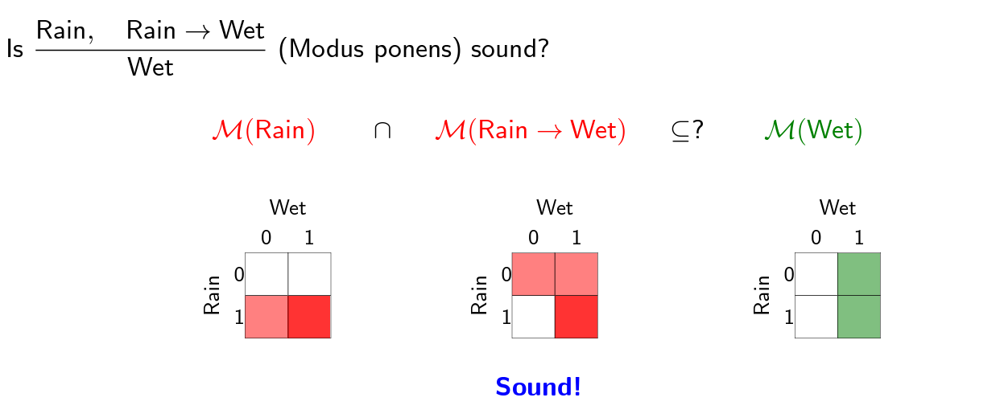 Is Rain, Rain → Wet (Modus ponens) sound?
Wet
ℳ(Rain) ∩ ℳ(Rain → Wet) ⊆? ℳ(Wet)
Wet Wet Wet
0 1 0 1 0 1
Rain 0 Rain 0 Rain 0
1 1 1
Sound!